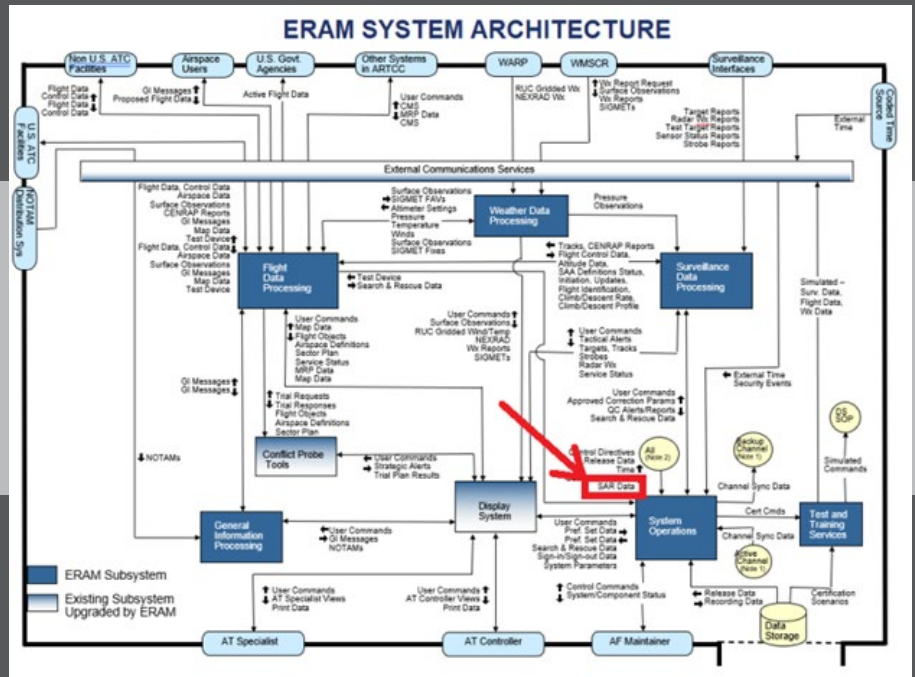 ERAM SYSTEM ARCHITECTURE
Non U.S. ATC
Facilities
Airspace
Users
U.S. Govt.
Agencies
Other Systems
in ARTCC
WARP
WMSCR
Surveillance
Interfaces
U.S. ATC
Facilities
NOTAM
Distribution Sys
Coded Time
Source
Flight Data
Control Data
Flight Data
Control Data
GI Messages
Proposed Flight Data
Active Flight Data
User Commands
CMS
MRP Data
CMS
RUC Gridded Wx
NEXRAD Wx
Wx Report Request
Surface Observations
Wx Reports
SIGMETs
Target Reports
Radar Wx Reports
Test Target Reports
Sensor Status Reports
Strobe Reports
External
Time
External Communications Services
Flight Data, Control Data
Airspace Data
Surface Observations
CENRAP Reports
GI Messages
Map Data
Test Device
Flight Data, Control Data
Airspace Data
Surface Observations
GI Messages
Map Data
Test Device
Surface Observations
SIGMET FAVs
Altimeter Settings
Pressure
Temperature
Winds
Surface Observations
SIGMET Fixes
Weather Data
Processing
Pressure
Observations
Flight
Data
Processing
Test Device
Search & Rescue Data
Tracks, CENRAP Reports
Flight Control Data,
Altitude Data,
SAA Definitions Status,
Initiation, Updates,
Flight Identification,
Climb/Descent Rate,
Climb/Descent Profile
Surveillance
Data
Processing
Simulated –
Surv. Data,
Flight Data,
Wx Data
User Commands
Map Data
Flight Objects
Airspace Definitions
Sector Plan
Service Status
MRP Data
Map Data
User Commands
Surface Observations
RUC Gridded Wind/Temp
NEXRAD
Wx Reports
SIGMETs
User Commands
Tactical Alerts
Targets, Tracks
Strobes
Radar Wx
Service Status
External Time
Security Events
GI Messages
GI Messages
Trial Requests
Trial Responses
Flight Objects
Airspace Definitions
Sector Plan
User Commands
Approved Correction Params
QC Alerts/Reports
Search & Rescue Data
NOTAMs
Conflict Probe
Tools
User Commands
Strategic Alerts
Trial Plan Results
Control Directives
Release Data
Time
SAR Data
All
(Note 2)
Backup
Channel
(Note 1)
DS
SOP
Simulated
Commands
Channel Sync Data
General
Information
Processing
User Commands
GI Messages
NOTAMs
Display
System
User Commands
Pref. Set Data
Pref. Set Data
Search & Rescue Data
Sign-in/Sign-out Data
System Parameters
System
Operations
Cert Cmds
Test and
Training
Services
Channel Sync Data
Active
Channel
(Note 1)
ERAM Subsystem
Existing Subsystem
Upgraded by ERAM
User Commands
AT Specialist Views
Print Data
User Commands
AT Controller Views
Print Data
Control Commands
System/Component Status
Release Data
Recording Data
Certification
Scenarios
Data
Storage
AT Specialist
AT Controller
AF Maintainer